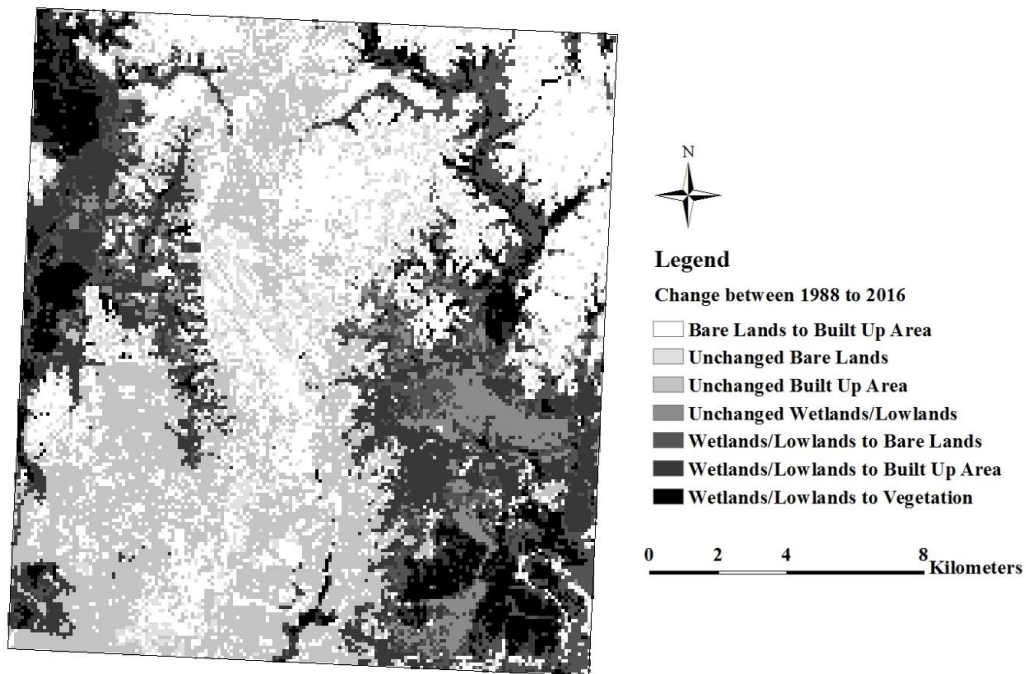 N
Legend
Change between 1988 to 2016
Bare Lands to Built Up Area
Unchanged Bare Lands
Unchanged Built Up Area
Unchanged Wetlands/Lowlands
Wetlands/Lowlands to Bare Lands
Wetlands/Lowlands to Built Up Area
Wetlands/Lowlands to Vegetation
0 2 4 8
Kilometers